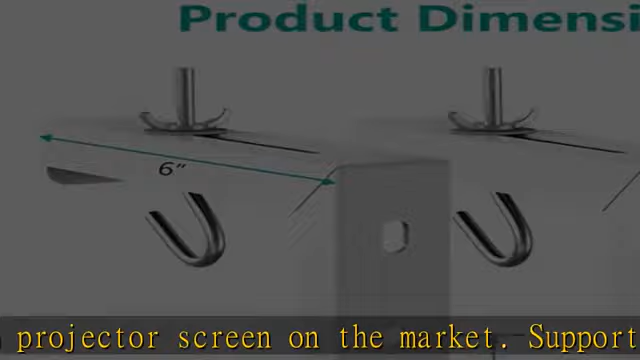 Product Dimensi
6"
projector screen on the market. Support